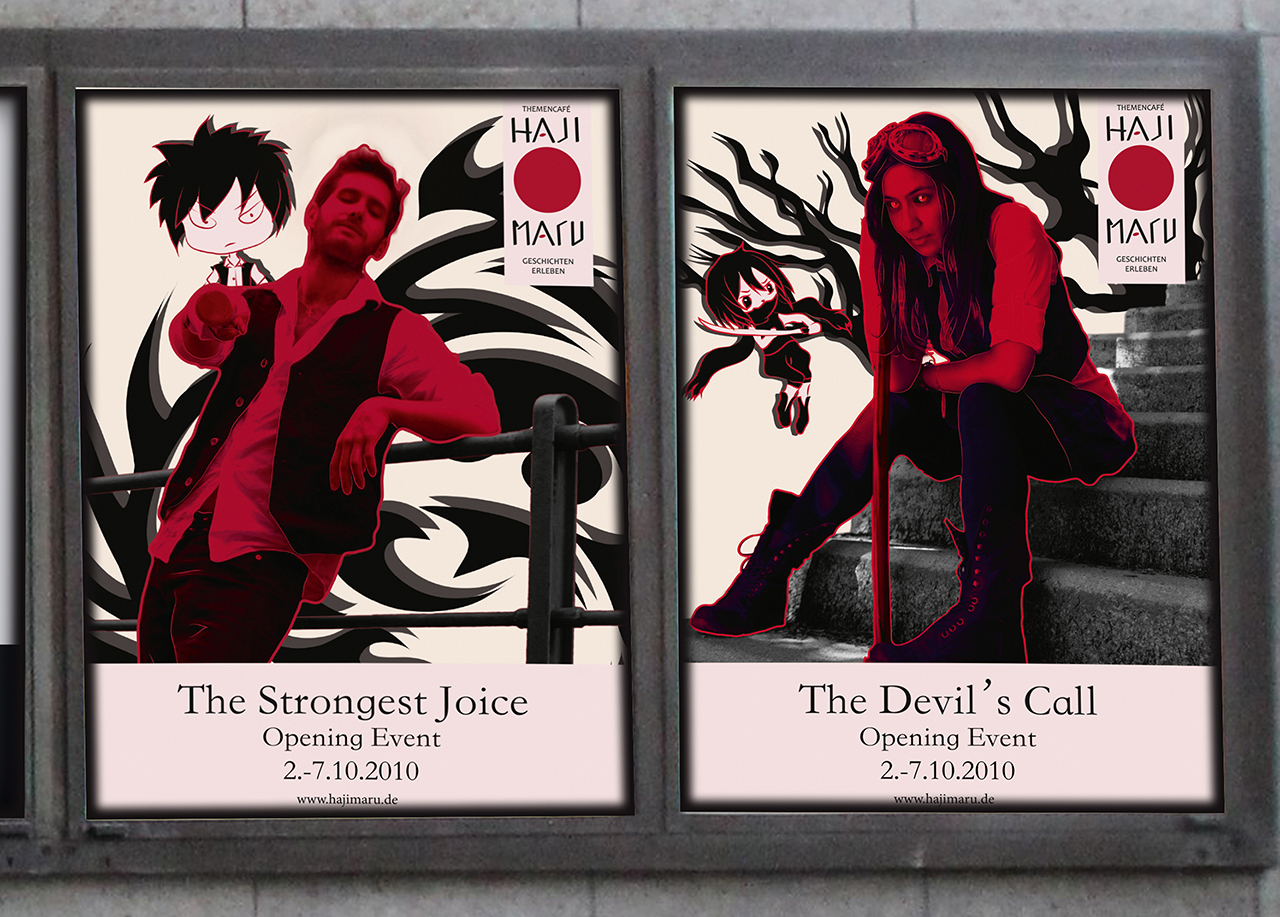 THEMENCAFÉ
HAJI
MARU
GESCHICHTEN
ERLEBEN
The Strongest Joice
Opening Event
2.-7.10.2010
www.hajimaru.de
THEMENCAFÉ
HAJI
MARU
GESCHICHTEN
ERLEBEN
The Devil's Call
Opening Event
2.-7.10.2010
www.hajimaru.de